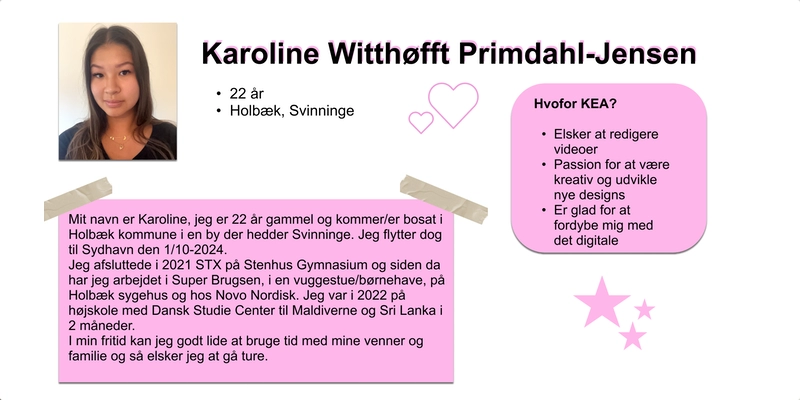 Karoline Witthøfft Primdahl-Jensen
• 22 år
• Holbæk, Svinninge
Hvofor KEA?
• Elsker at redigere
videoer
• Passion for at være
kreativ og udvikle
nye designs
• Er glad for at
fordybe mig med
det digitale
Mit navn er Karoline, jeg er 22 år gammel og kommer/er bosat i
Holbæk kommune i en by der hedder Svinninge. Jeg flytter dog
til Sydhavn den 1/10-2024.
Jeg afsluttede i 2021 STX på Stenhus Gymnasium og siden da
har jeg arbejdet i Super Brugsen, i en vuggestue/børnehave, på
Holbæk sygehus og hos Novo Nordisk. Jeg var i 2022 på
højskole med Dansk Studie Center til Maldiverne og Sri Lanka i
2 måneder.
I min fritid kan jeg godt lide at bruge tid med mine venner og
familie og så elsker jeg at gå ture.